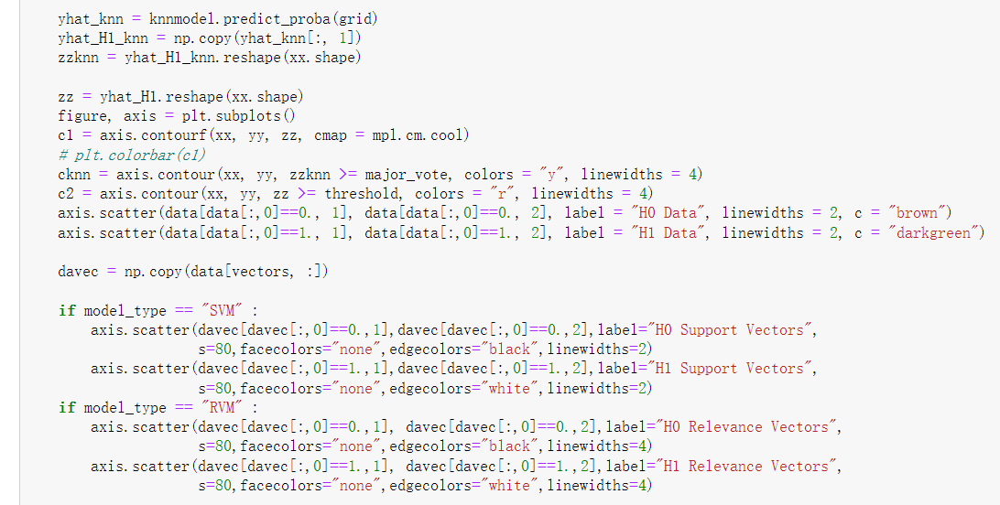 yhat_knn = knnmodel.predict_proba(grid)
yhat_H1_knn = np.copy(yhat_knn[:, 1])
zzknn = yhat_H1_knn.reshape(xx.shape)
zz = yhat_H1.reshape(xx.shape)
figure, axis = plt.subplots()
c1 = axis.contourf(xx, yy, zz, cmap = mpl.cm.cool)
# plt.colorbar(c1)
cknn = axis.contour(xx, yy, zzknn >= major_vote, colors = "y", linewidths = 4)
c2 = axis.contour(xx, yy, zz >= threshold, colors = "r", linewidths = 4)
axis.scatter(data[data[:,0]==0., 1], data[data[:,0]==0., 2], label = "H0 Data", linewidths = 2, c = "brown")
axis.scatter(data[data[:,0]==1., 1], data[data[:,0]==1., 2], label = "H1 Data", linewidths = 2, c = "darkgreen")
davec = np.copy(data[vectors, :])
if model_type == "SVM" :
    axis.scatter(davec[davec[:,0]==0.,1],davec[davec[:,0]==0.,2],label="H0 Support Vectors",
                 s=80,facecolors="none",edgecolors="black",linewidths=2)
    axis.scatter(davec[davec[:,0]==1.,1],davec[davec[:,0]==1.,2],label="H1 Support Vectors",
                 s=80,facecolors="none",edgecolors="white",linewidths=2)
if model_type == "RVM" :
    axis.scatter(davec[davec[:,0]==0.,1], davec[davec[:,0]==0.,2],label="H0 Relevance Vectors",
                 s=80,facecolors="none",edgecolors="black",linewidths=4)
    axis.scatter(davec[davec[:,0]==1.,1], davec[davec[:,0]==1.,2],label="H1 Relevance Vectors",
                 s=80,facecolors="none",edgecolors="white",linewidths=4)